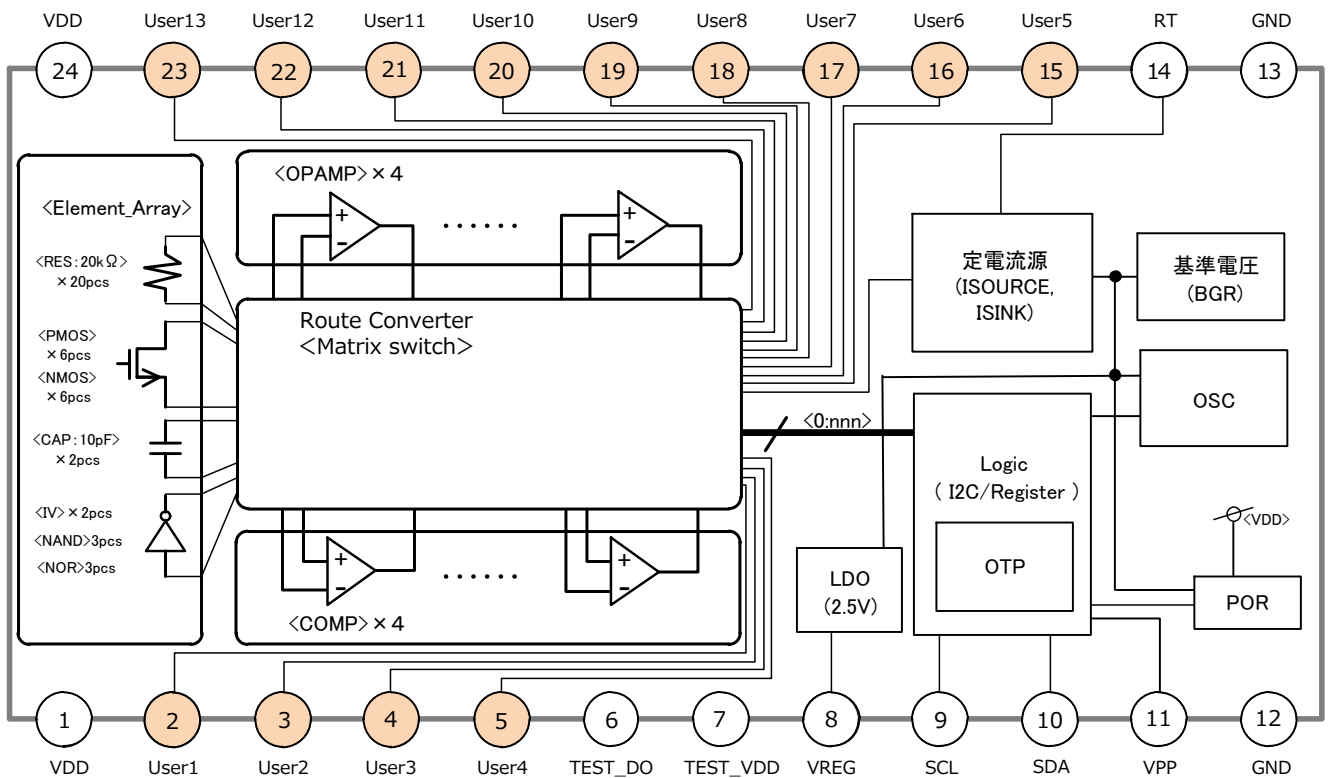 VDD User13 User12 User11 User10 User9 User8 User7 User6 User5 RT GND
24 23 22 21 20 19 18 17 16 15 14 13
<OPAMP>×4
<Element_Array>
+ - ······ + -
<RES:20kΩ>
×20pcs
<PMOS>
×6pcs
<NMOS>
×6pcs
<CAP:10pF>
×2pcs
<IV>×2pcs
<NAND>3pcs
<NOR>3pcs
Route Converter
<Matrix switch>
+ - ······ + -
<COMP>×4
定電流源
(ISOURCE,
ISINK)
基準電圧
(BGR)
OSC
<0:nnn>
Logic
( I2C/Register )
OTP
LDO
(2.5V)
<VDD>
POR
1 2 3 4 5 6 7 8 9 10 11 12
VDD User1 User2 User3 User4 TEST_DO TEST_VDD VREG SCL SDA VPP GND